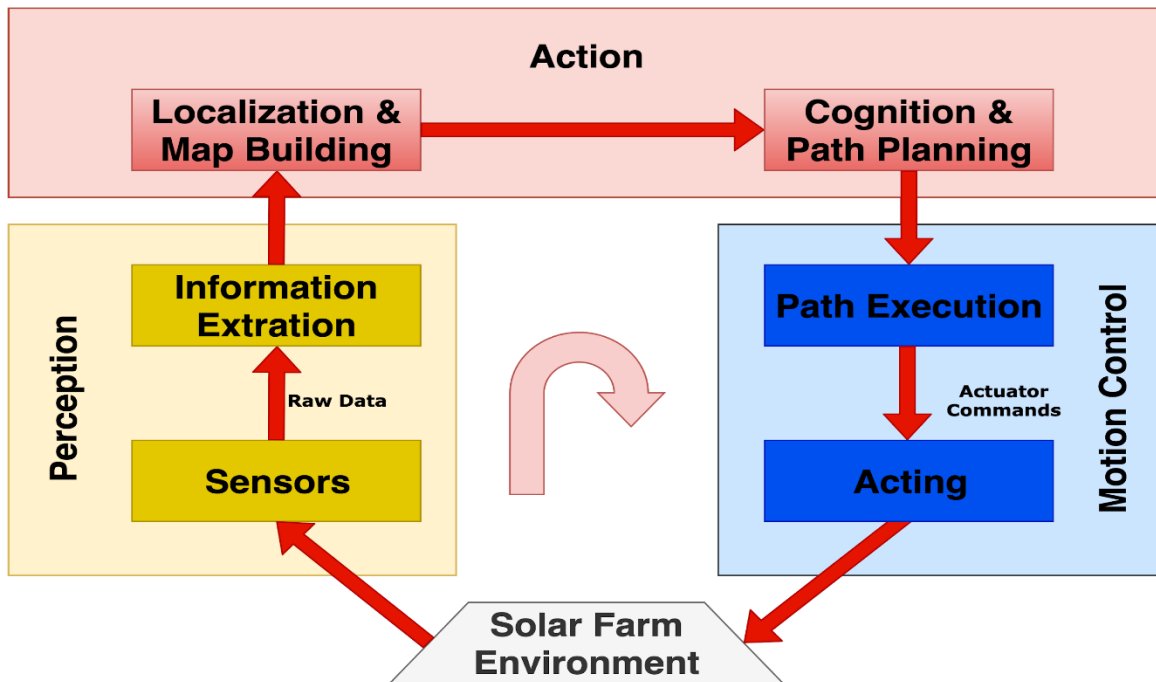 Action
Localization &
Map Building
Cognition &
Path Planning
Perception
Information
Extration
Raw Data
Sensors
Motion Control
Path Execution
Actuator
Commands
Acting
Solar Farm
Environment